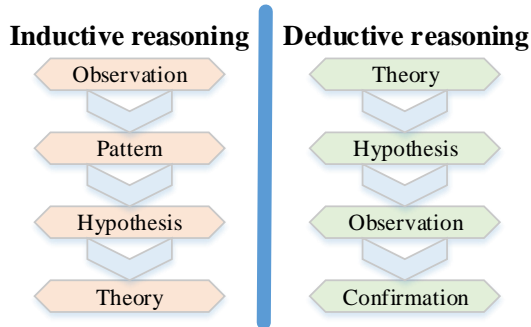 Inductive reasoning
Observation
Pattern
Hypothesis
Theory
Deductive reasoning
Theory
Hypothesis
Observation
Confirmation